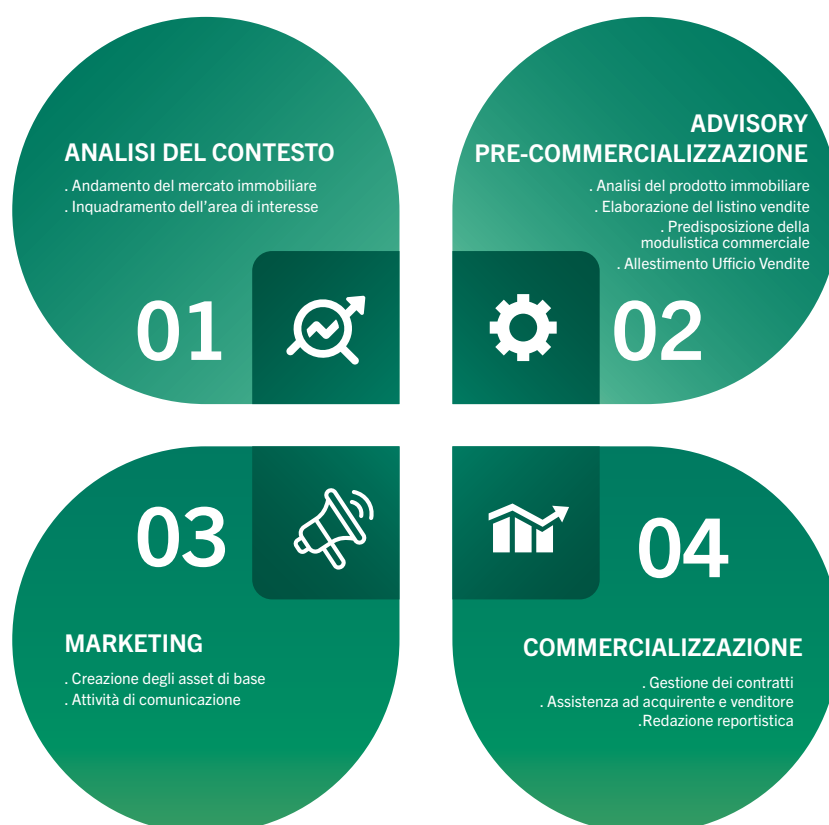 ANALISI DEL CONTESTO
. Andamento del mercato immobiliare
. Inquadramento dell'area di interesse
01
ADVISORY
PRE-COMMERCIALIZZAZIONE
. Analisi del prodotto immobiliare
. Elaborazione del listino vendite
. Predisposizione della
modulistica commerciale
. Allestimento Ufficio Vendite
02
03
MARKETING
. Creazione degli asset di base
. Attività di comunicazione
04
COMMERCIALIZZAZIONE
. Gestione dei contratti
. Assistenza ad acquirente e venditore
.Redazione reportistica